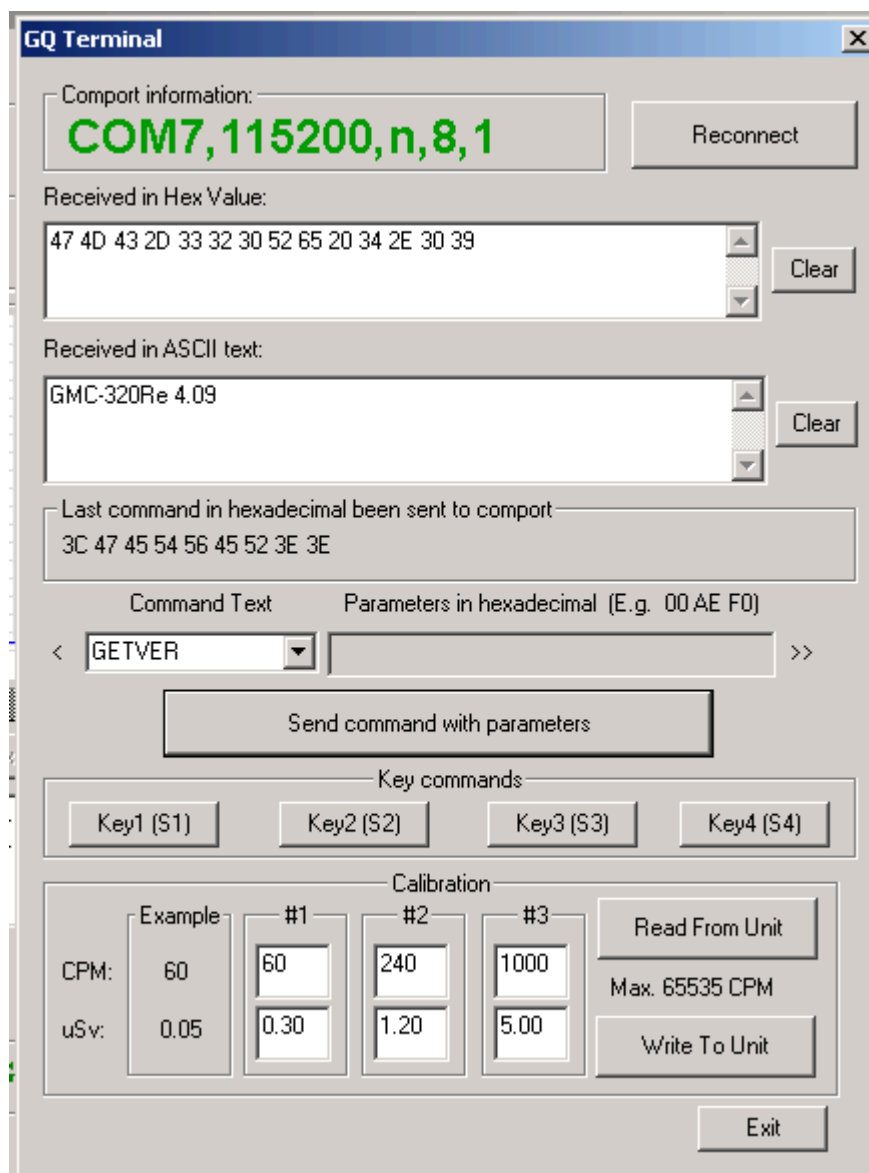 GQ Terminal
Comport information:
COM7,115200,n,8,1
Reconnect
Received in Hex Value:
47 4D 43 2D 33 32 30 52 65 20 34 2E 30 39
Clear
Received in ASCII text:
GMC-320Re 4.09
Clear
Last command in hexadecimal been sent to comport
3C 47 45 54 56 45 52 3E 3E
Command Text Parameters in hexadecimal (E.g. 00 AE F0)
< GETVER >>
Send command with parameters
Key commands
Key1 (S1) Key2 (S2) Key3 (S3) Key4 (S4)
Calibration
Example #1 #2 #3
Read From Unit
CPM: 60 60 240 1000
Max. 65535 CPM
uSv: 0.05 0.30 1.20 5.00
Write To Unit
Exit